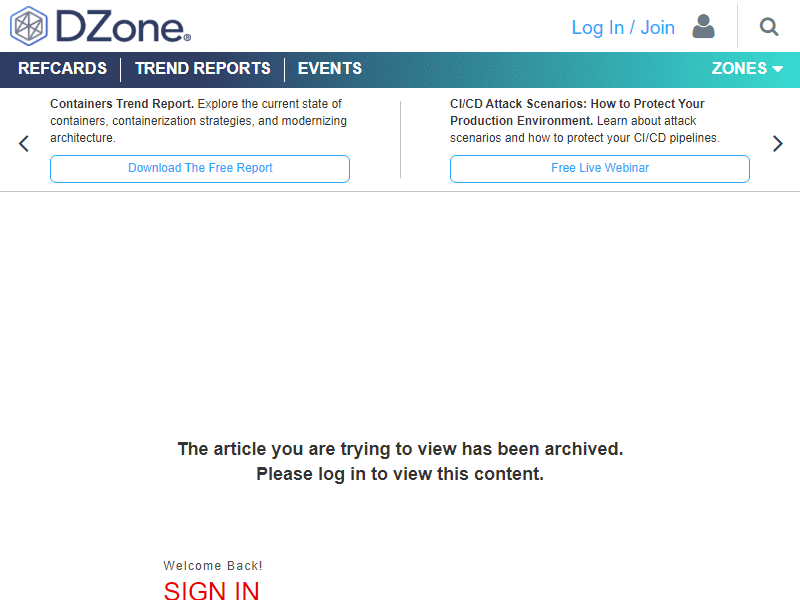 DZone®
Log In / Join
REFCARDS
TREND REPORTS
EVENTS
ZONES
Containers Trend Report. Explore the current state of
containers, containerization strategies, and modernizing
architecture.
Download The Free Report
CI/CD Attack Scenarios: How to Protect Your
Production Environment. Learn about attack
scenarios and how to protect your CI/CD pipelines.
Free Live Webinar
The article you are trying to view has been archived.
Please log in to view this content.
Welcome Back!
SIGN IN